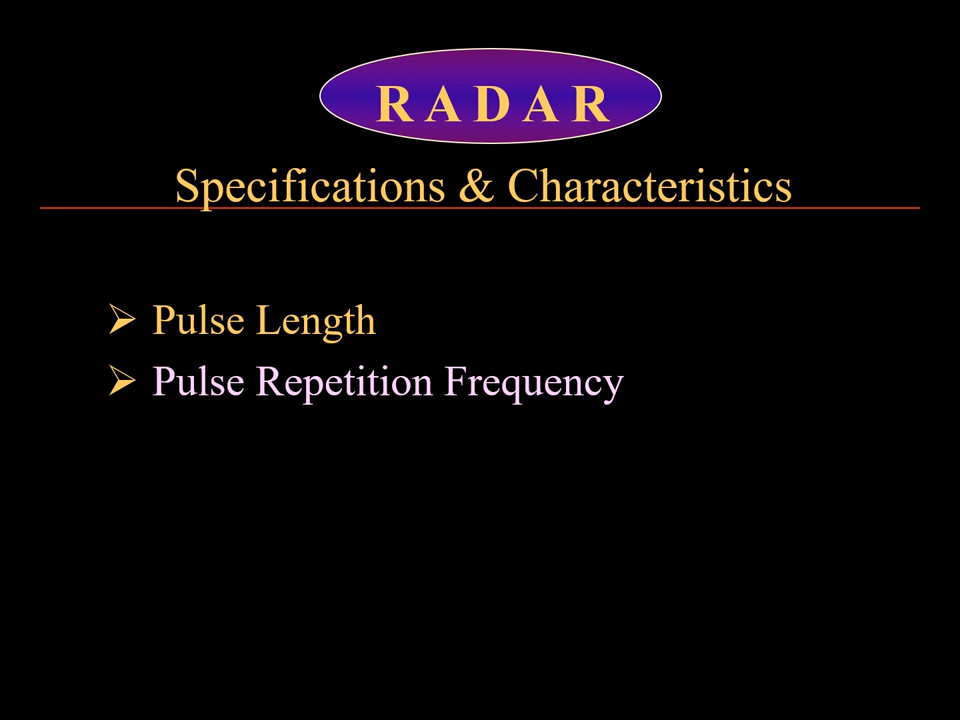 R A D A R
Specifications & Characteristics
➢ Pulse Length
➢ Pulse Repetition Frequency